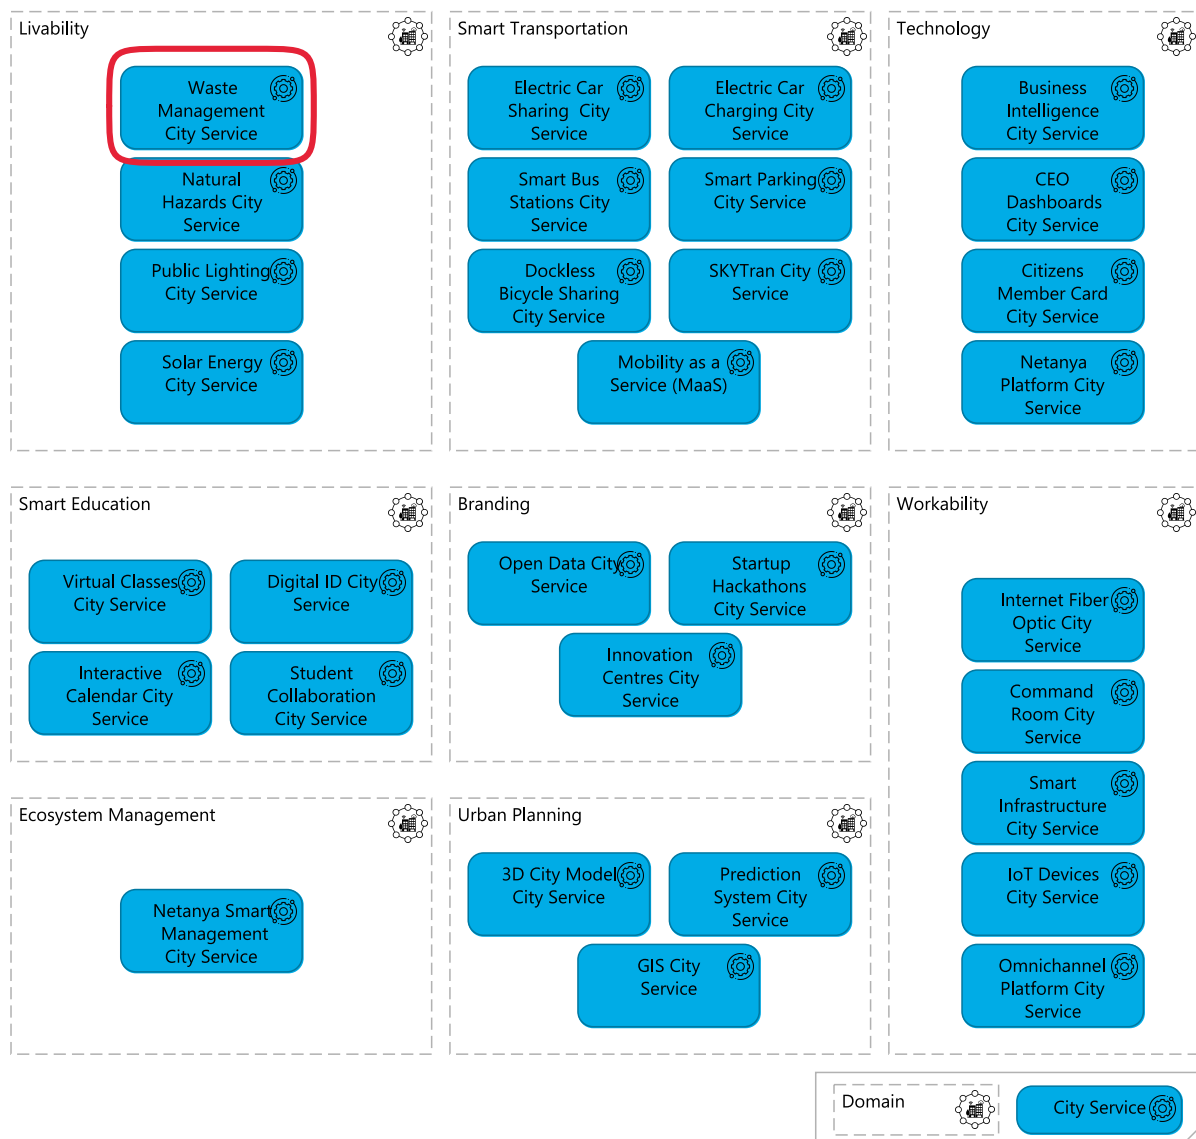 Livability
Waste
Management
City Service
Natural
Hazards City
Service
Public Lighting
City Service
Solar Energy
City Service
Smart Transportation
Electric Car
Sharing City
Service
Electric Car
Charging City
Service
Smart Bus
Stations City
Service
Smart Parking
City Service
Dockless
Bicycle Sharing
City Service
SKYTran City
Service
Mobility as a
Service (MaaS)
Technology
Business
Intelligence
City Service
CEO
Dashboards
City Service
Citizens
Member Card
City Service
Netanya
Platform City
Service
Smart Education
Virtual Classes
City Service
Digital ID City
Service
Interactive
Calendar City
Service
Student
Collaboration
City Service
Branding
Open Data City
Service
Startup
Hackathons
City Service
Innovation
Centres City
Service
Workability
Internet Fiber
Optic City
Service
Command
Room City
Service
Smart
Infrastructure
City Service
IoT Devices
City Service
Omnichannel
Platform City
Service
Ecosystem Management
Netanya Smart
Management
City Service
Urban Planning
3D City Model
City Service
Prediction
System City
Service
GIS City
Service
Domain
City Service